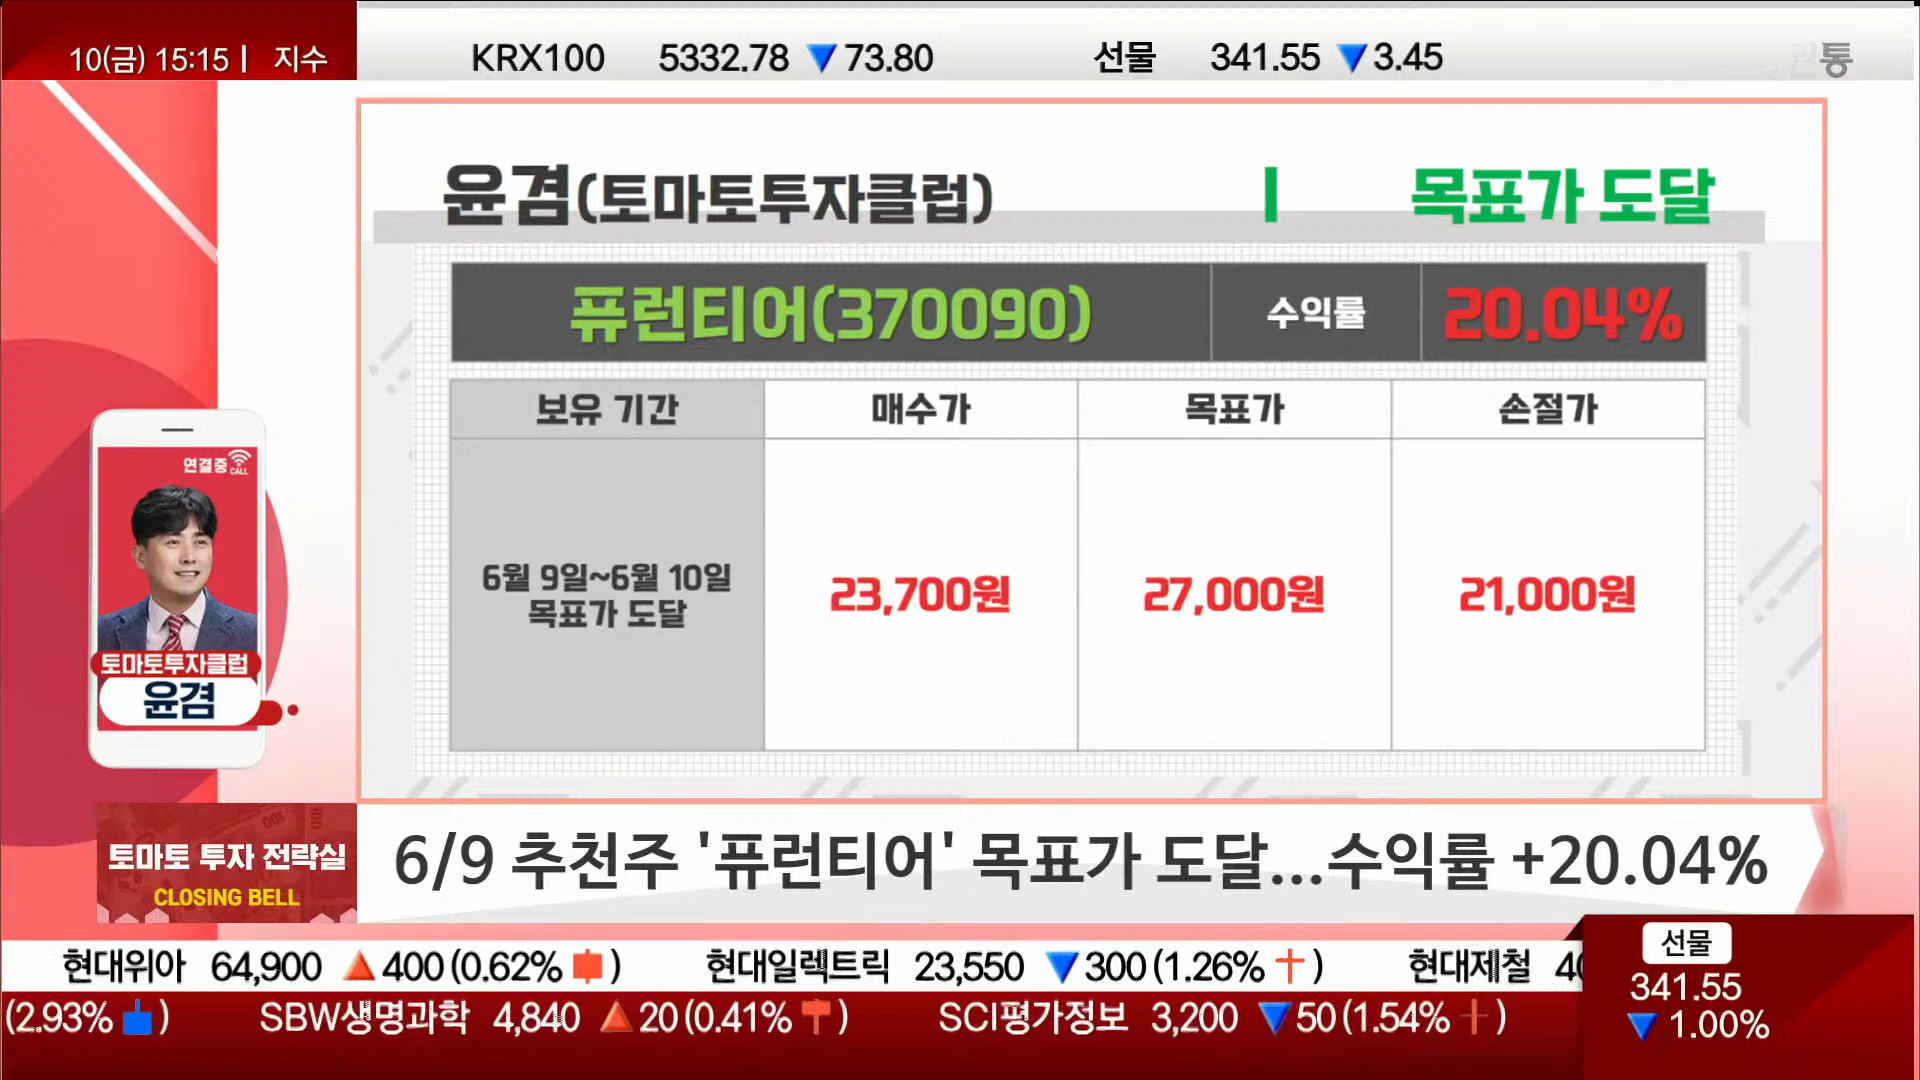 10(금) 15:15 | 지수
KRX100 5332.78 ▼73.80 선물 341.55 ▼3.45
윤겸(토마토투자클럽) | 목표가 도달
퓨런티어(370090) 수익률 20.04%
보유 기간 매수가 목표가 손절가
6월 9일~6월 10일
목표가 도달
23,700원 27,000원 21,000원
연결중
CALL
토마토투자클럽
윤겸
토마토 투자 전략실
CLOSING BELL
6/9 추천주 '퓨런티어' 목표가 도달...수익률 +20.04%
현대위아 64,900 ▲400(0.62% ) 현대일렉트릭 23,550 ▼300(1.26% ) 현대제철
(2.93% ) SBW생명과학 4,840 ▲20(0.41% ) SCI평가정보 3,200 ▼50(1.54% )
선물
341.55
▼ 1.00%